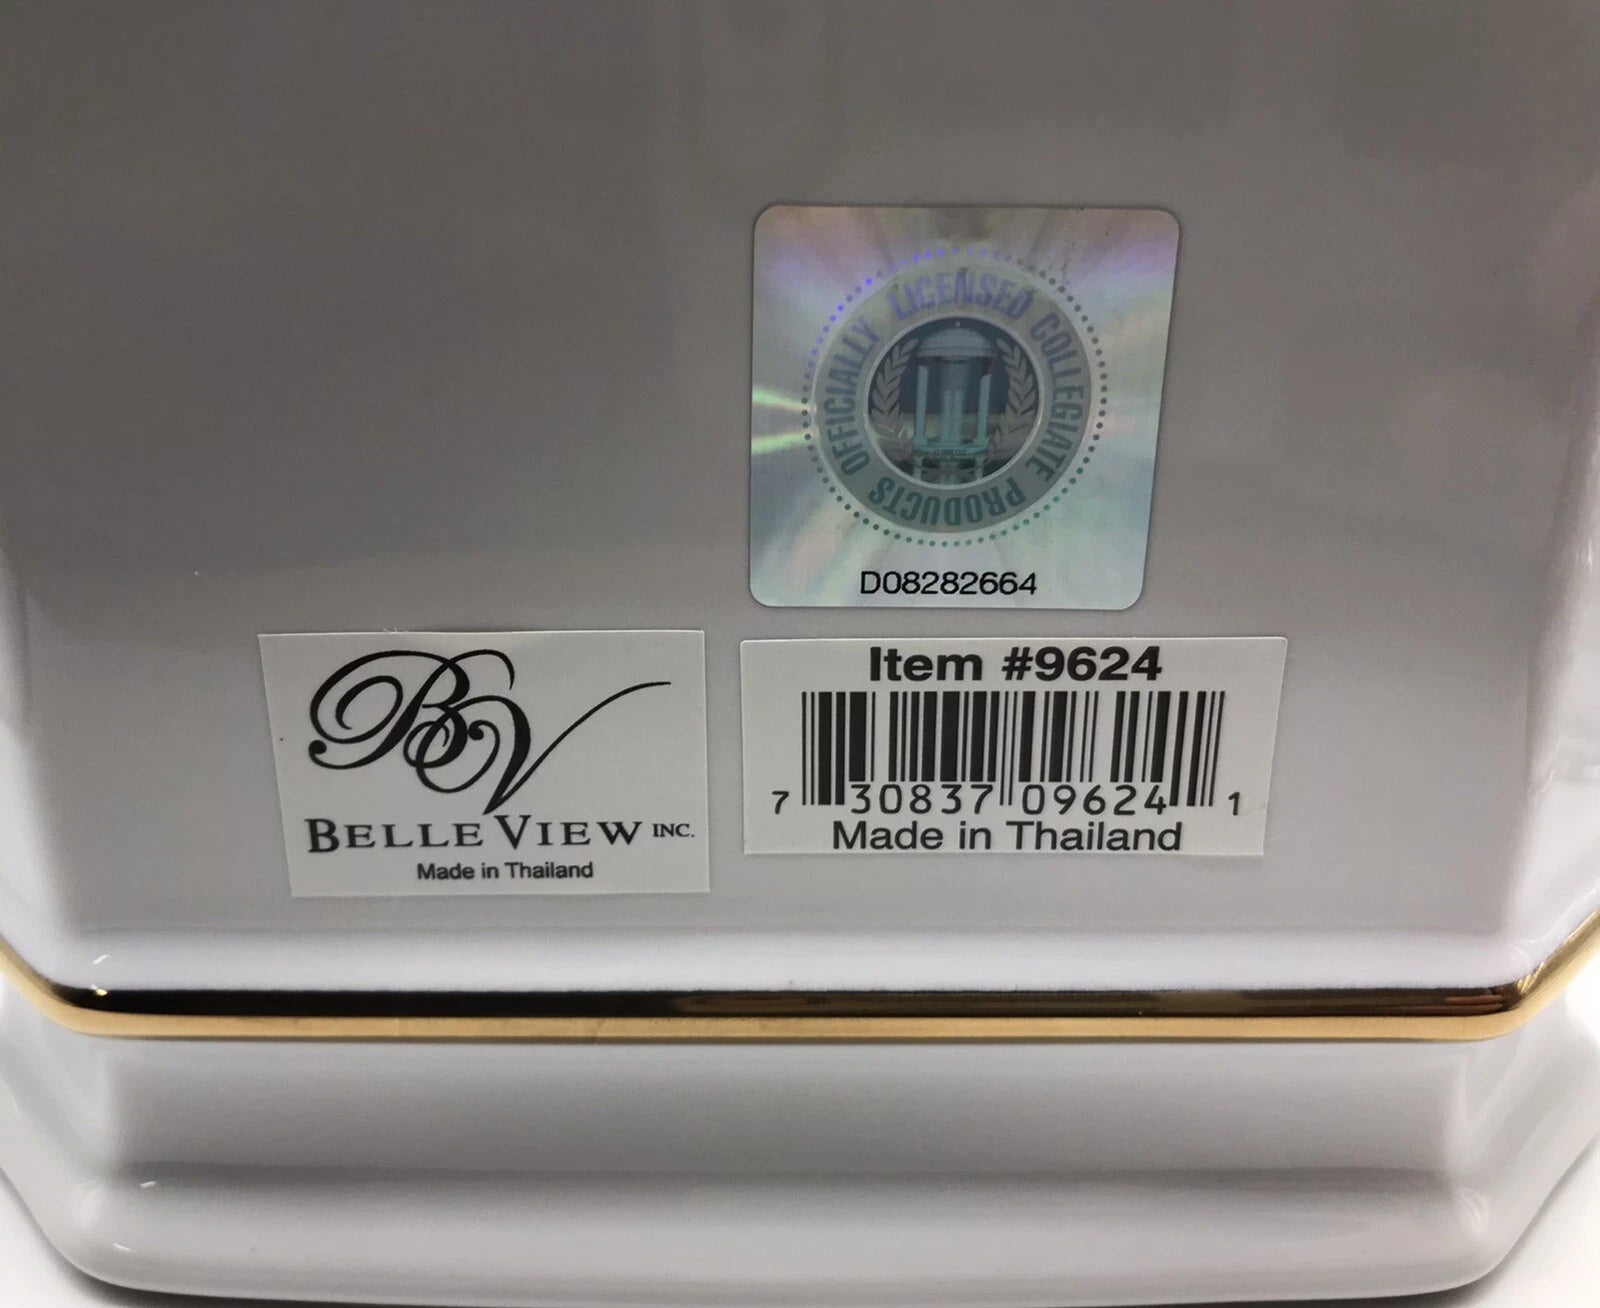 OFFICIALLY LICENSED COLLEGIATE PRODUCTS
D08282664
BV
BELLE VIEW INC.
Made in Thailand
Item #9624
7 30837 09624 1
Made in Thailand